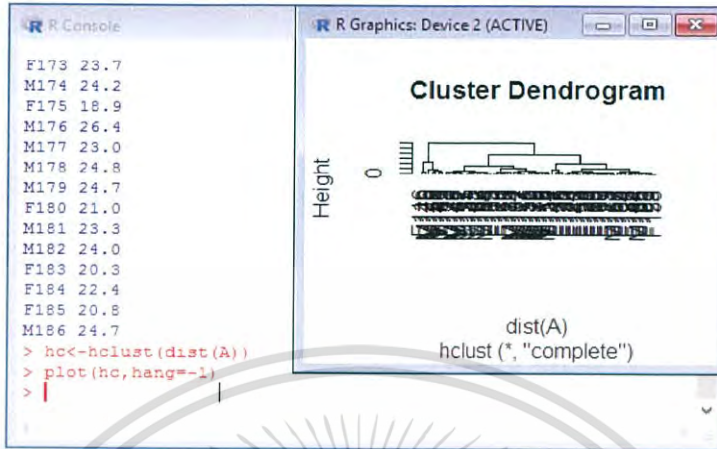 R Console
F173 23.7
M174 24.2
F175 18.9
M176 26.4
M177 23.0
M178 24.8
M179 24.7
F180 21.0
M181 23.3
M182 24.0
F183 20.3
F184 22.4
F185 20.8
M186 24.7
> hc<-hclust(dist(A))
> plot(hc,hang=-1)
>
R Graphics: Device 2 (ACTIVE)
Cluster Dendrogram
Height
0
dist(A)
hclust (*, "complete")